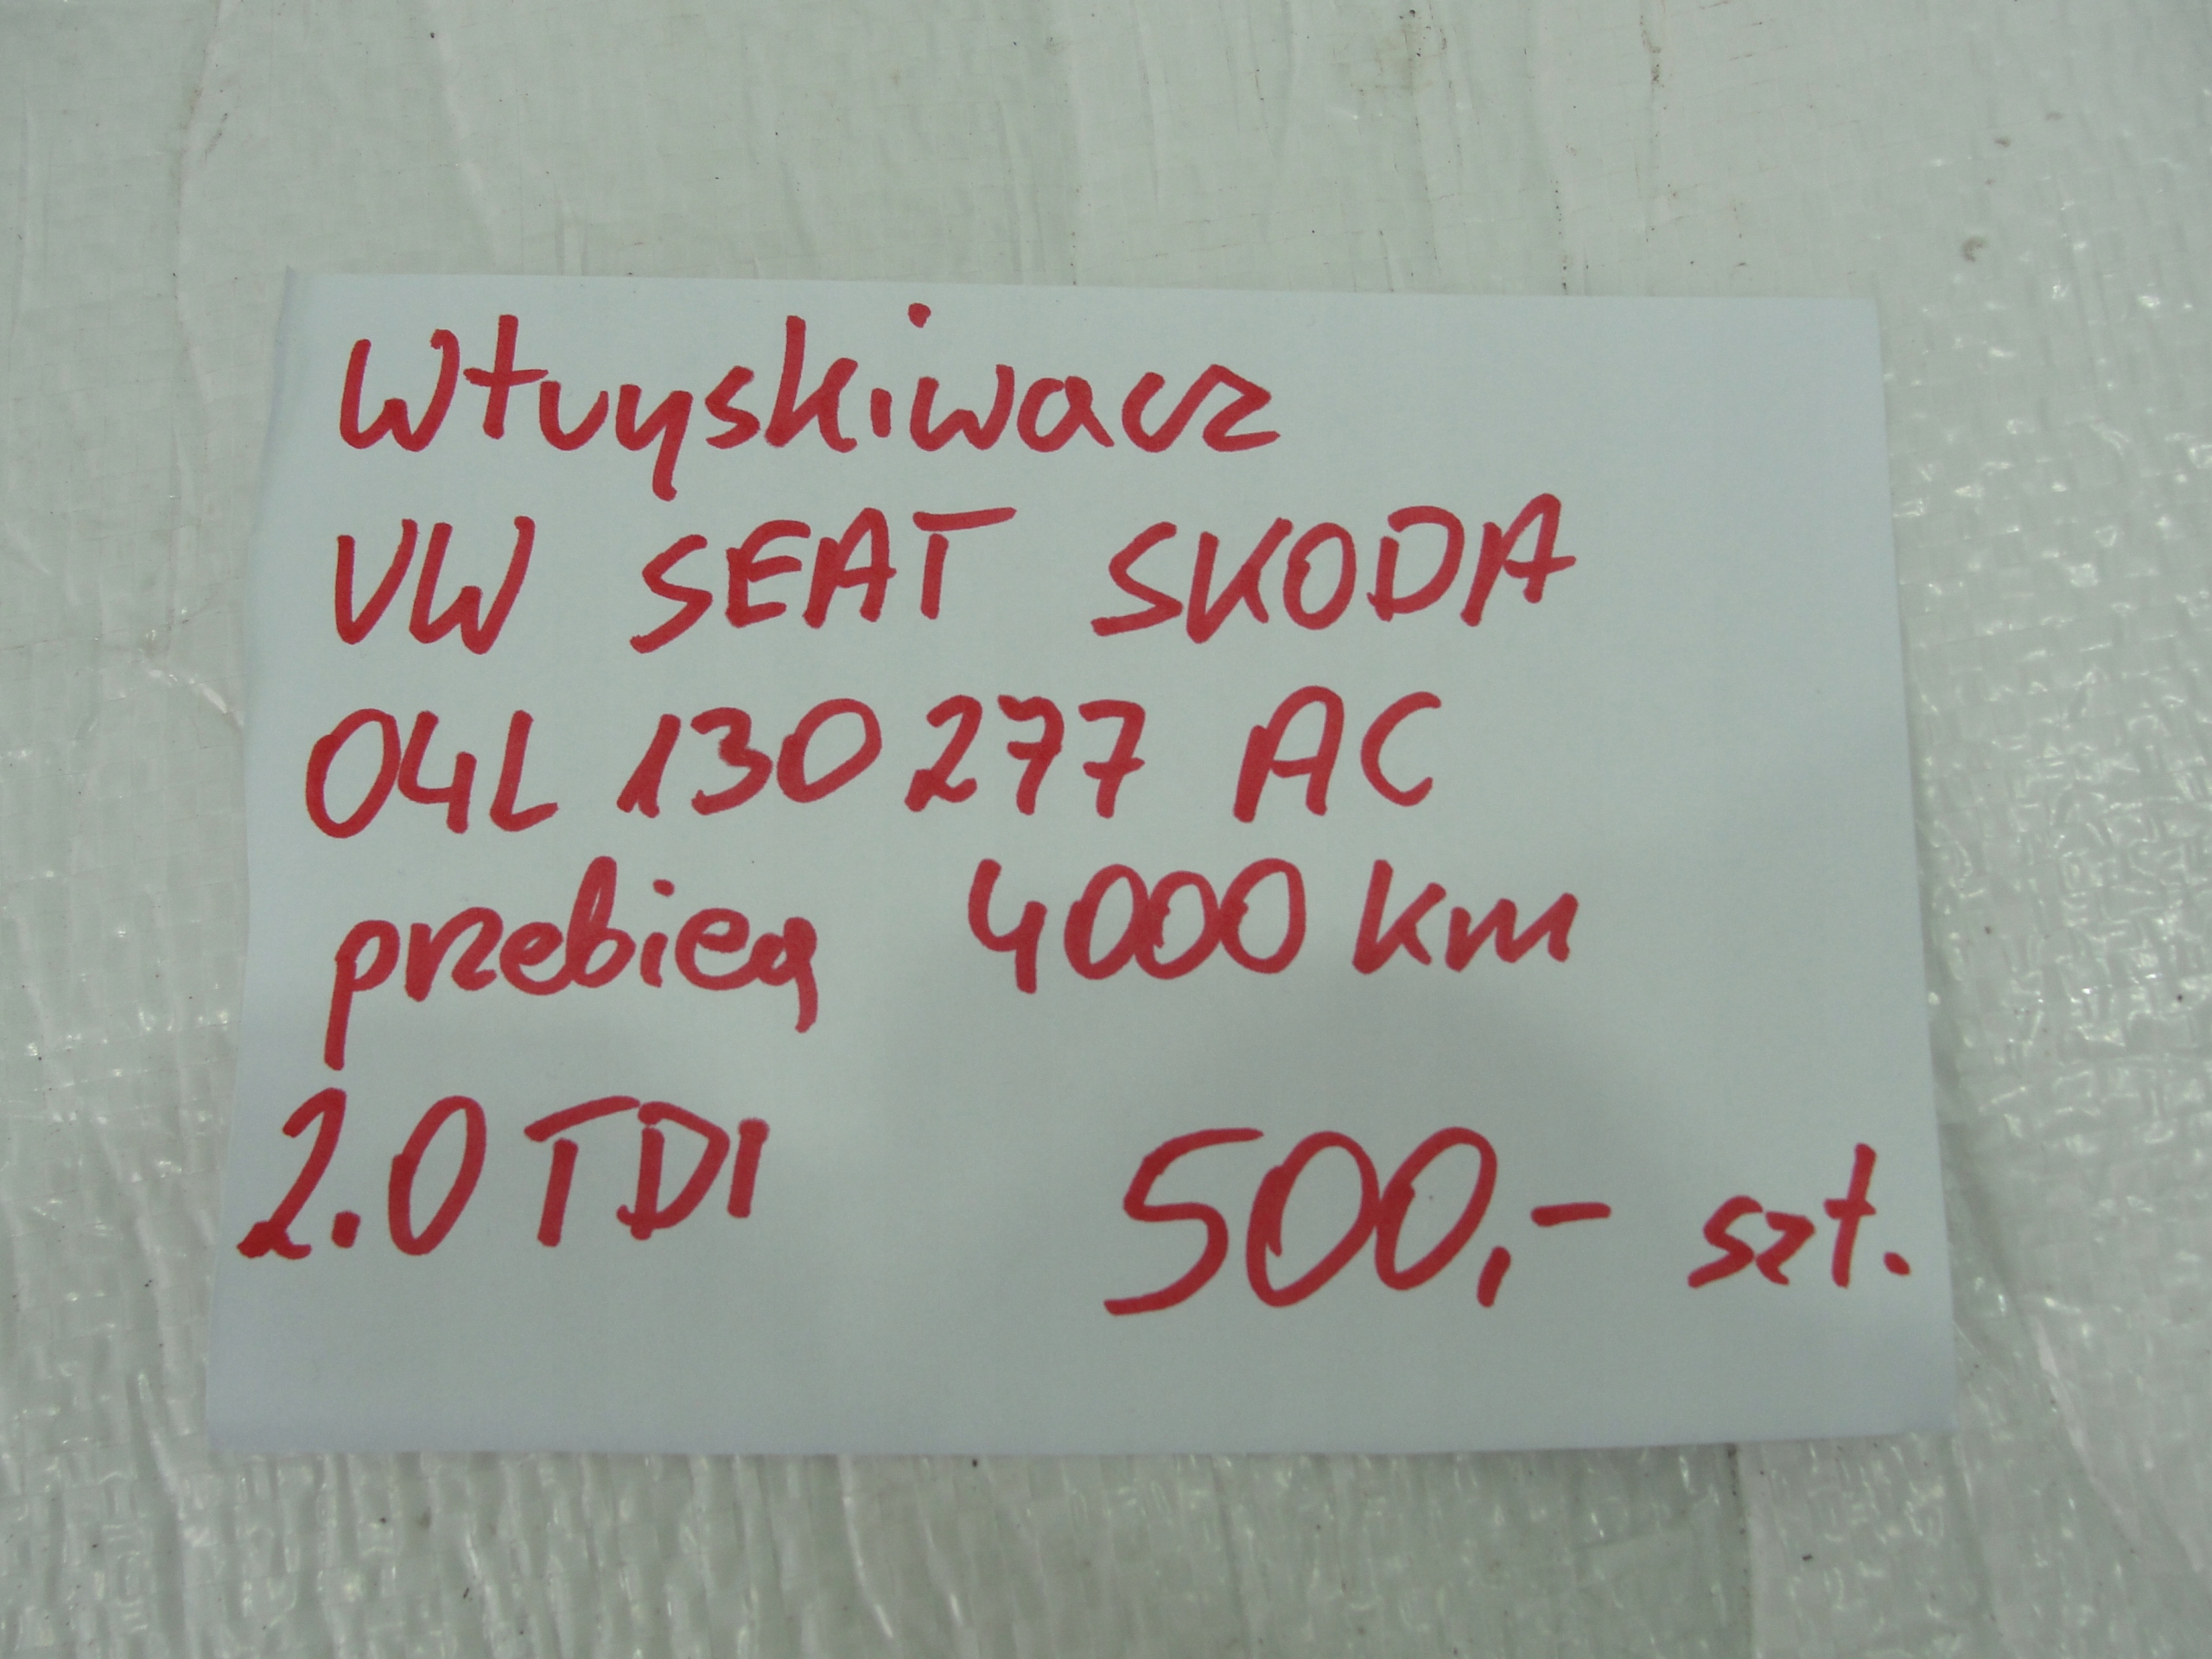 Wtryskiwacz
VW SEAT SKODA
04L 130 277 AC
przebieg 4000 km
2.0 TDI 500,- szt.